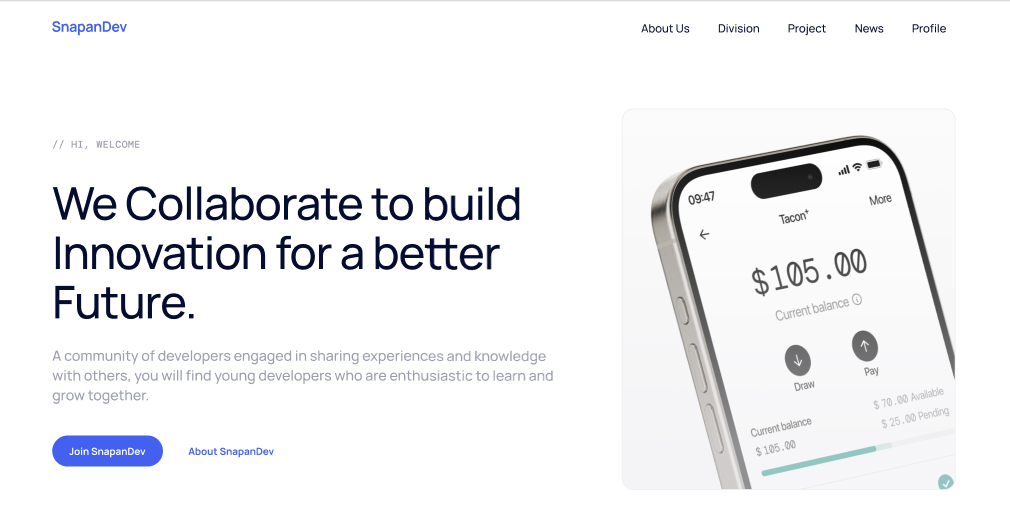 SnapanDev
About Us
Division
Project
News
Profile
// HI, WELCOME
We Collaborate to build
Innovation for a better
Future.
A community of developers engaged in sharing experiences and knowledge
with others, you will find young developers who are enthusiastic to learn and
grow together.
Join SnapanDev
About SnapanDev
09:47
Tacon+
More
$105.00
Current balance
Draw
Pay
Current balance
$105.00
$ 70.00 Available
$ 25.00 Pending